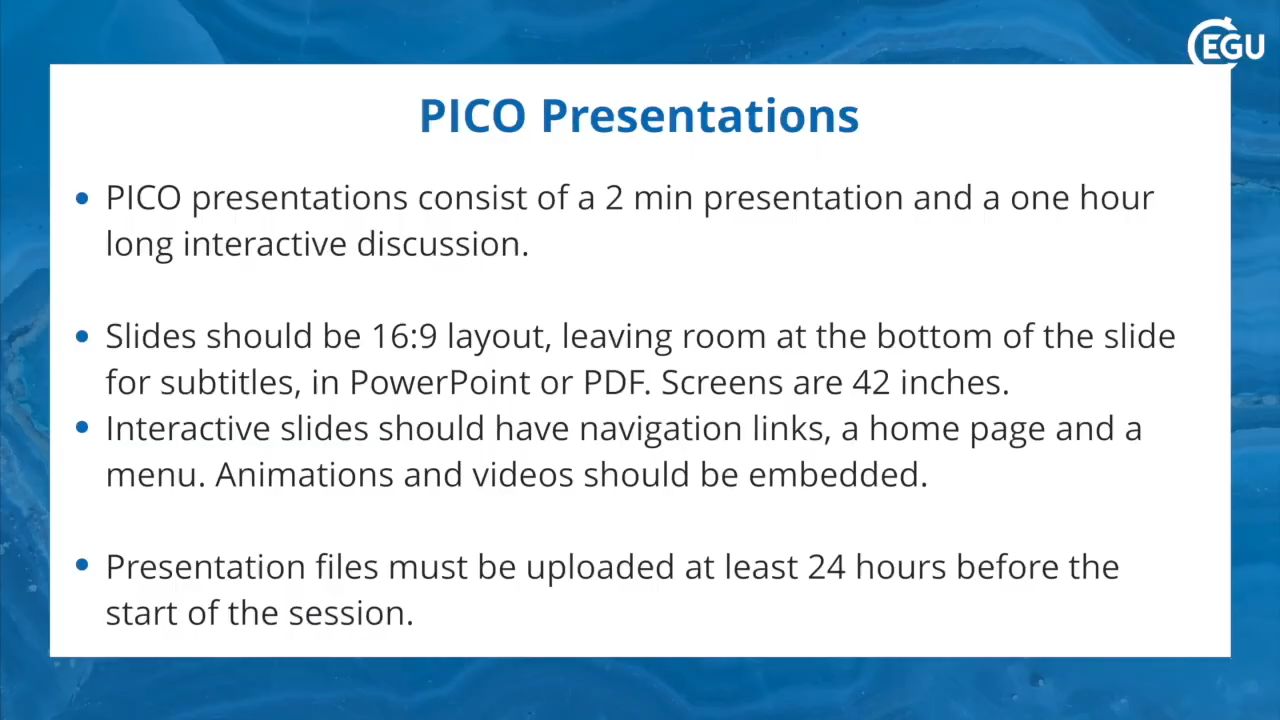 EGU
PICO Presentations
• PICO presentations consist of a 2 min presentation and a one hour
long interactive discussion.
• Slides should be 16:9 layout, leaving room at the bottom of the slide
for subtitles, in PowerPoint or PDF. Screens are 42 inches.
• Interactive slides should have navigation links, a home page and a
menu. Animations and videos should be embedded.
• Presentation files must be uploaded at least 24 hours before the
start of the session.